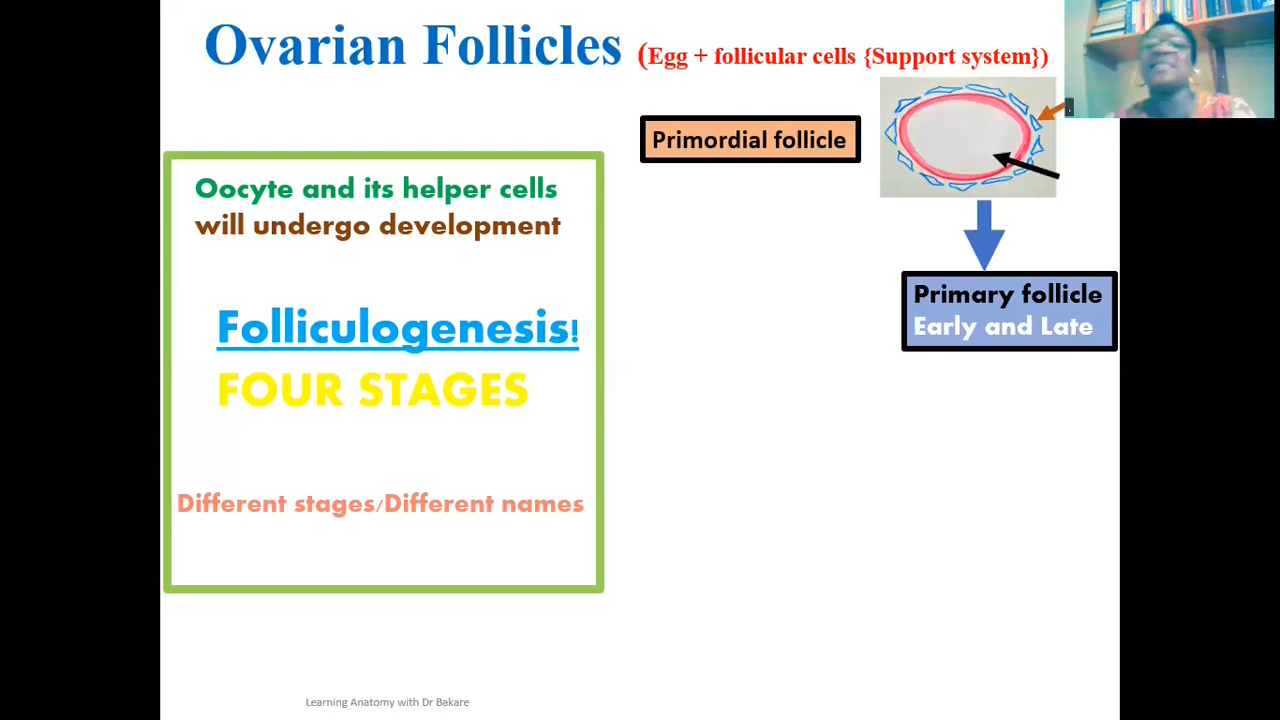 Ovarian Follicles (Egg + follicular cells {Support system})
Primordial follicle
Oocyte and its helper cells
will undergo development
Folliculogenesis!
FOUR STAGES
Different stages/Different names
Primary follicle
Early and Late
Learning Anatomy with Dr Bakare